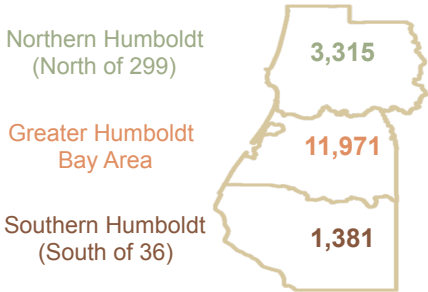 Northern Humboldt
(North of 299)
3,315
Greater Humboldt
Bay Area
11,971
Southern Humboldt
(South of 36)
1,381